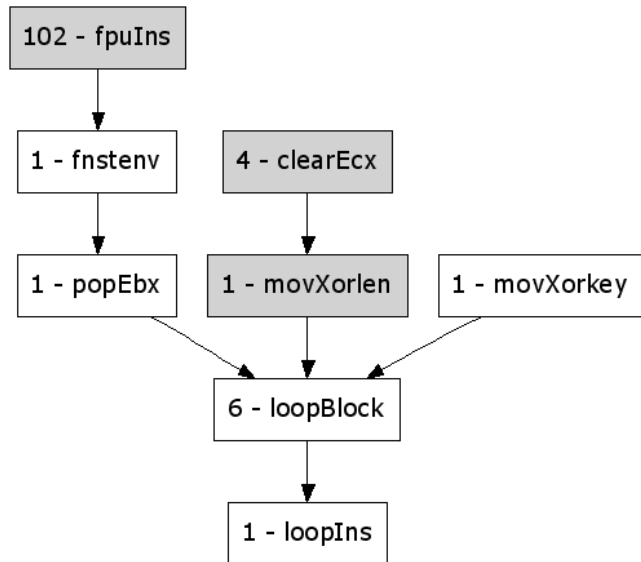 102 - fpuIns
1 - fnstenv
4 - clearEcx
1 - popEbx
1 - movXorlen
1 - movXorkey
6 - loopBlock
1 - loopIns